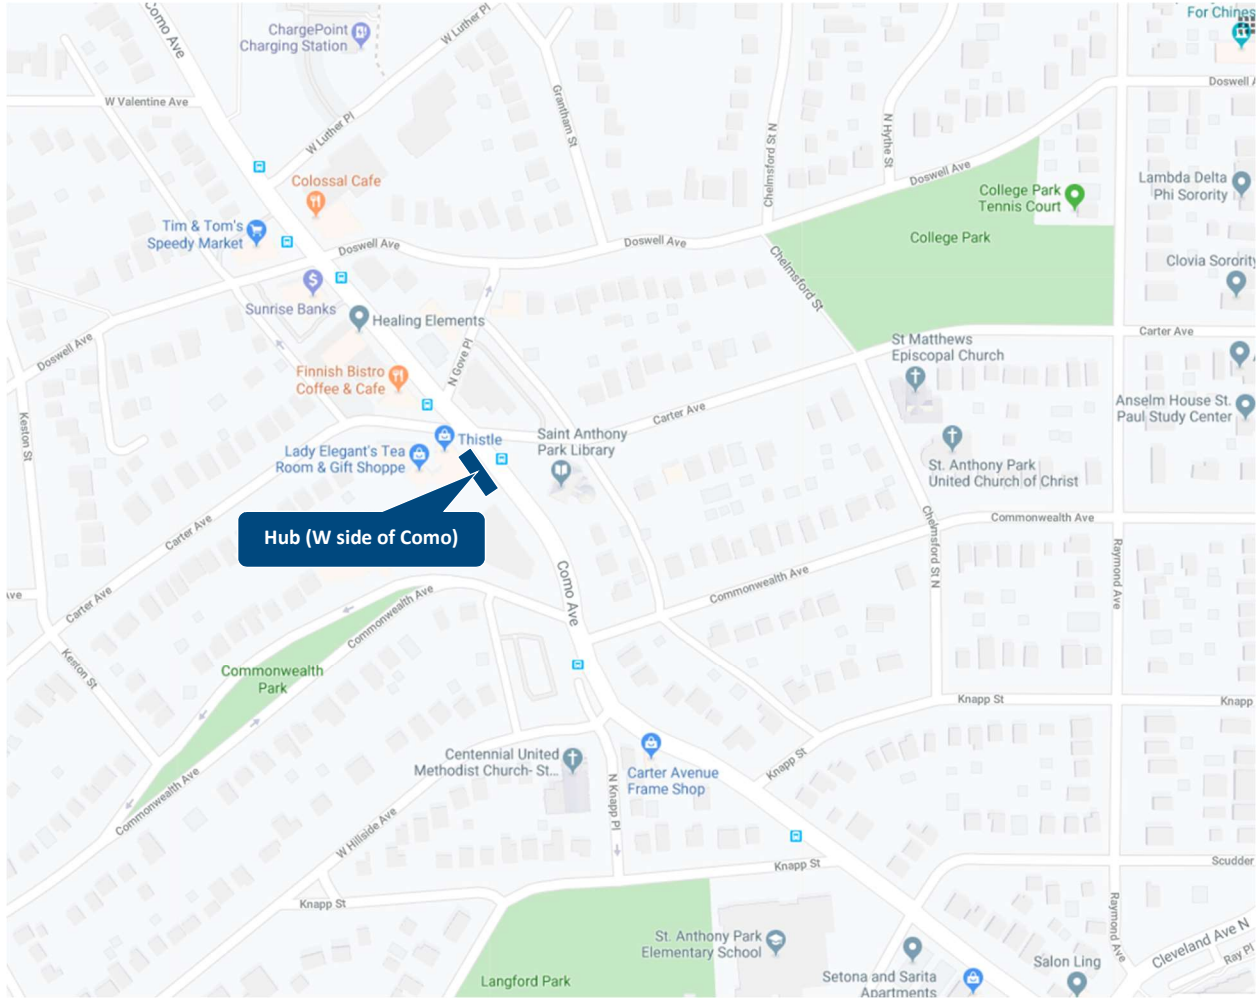 Como Ave
ChargePoint
Charging Station
W Luther Pl
For Chines
W Valentine Ave
Grantham St
Doswell A
W Luther Pl
N Hythe St
Chelmsford St N
Colossal Cafe
Doswell Ave
Lambda Delta
Phi Sorority
College Park
Tennis Court
Tim & Tom's
Speedy Market
Doswell Ave
Doswell Ave
College Park
Chelmsford St
Clovia Sorority
Sunrise Banks
Healing Elements
Carter Ave
Doswell Ave
N Gove Pl
St Matthews
Episcopal Church
Finnish Bistro
Coffee & Cafe
Anselm House St.
Paul Study Center
Keston St
Carter Ave
Thistle
Saint Anthony
Park Library
Lady Elegant's Tea
Room & Gift Shoppe
St. Anthony Park
United Church of Christ
Carter Ave
Hub (W side of Como)
Chelmsford St N
Commonwealth Ave
Raymond Ave
Como Ave
Commonwealth Ave
Ave
Carter Ave
Commonwealth Ave
Keston St
Commonwealth
Park
Knapp St
Knapp
Centennial United
Methodist Church- St...
Carter Avenue
Frame Shop
Knapp St
Commonwealth Ave
N Knapp Pl
W Hillside Ave
Knapp St
Scudder
Knapp St
Raymond Ave
St. Anthony Park
Elementary School
Cleveland Ave N
Ray Pl
Langford Park
Setona and Sarita
Apartments
Salon Ling